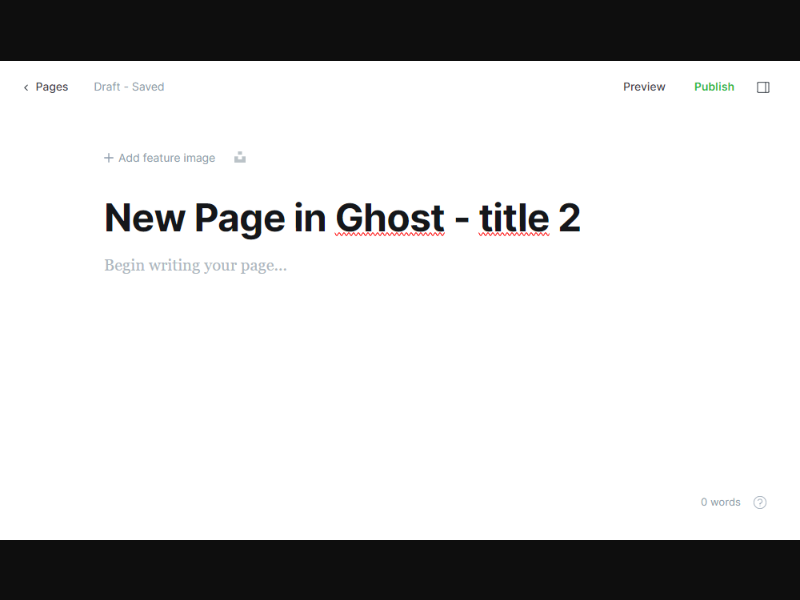 Pages Draft - Saved Preview Publish
Add feature image
New Page in Ghost - title 2
Begin writing your page...
0 words